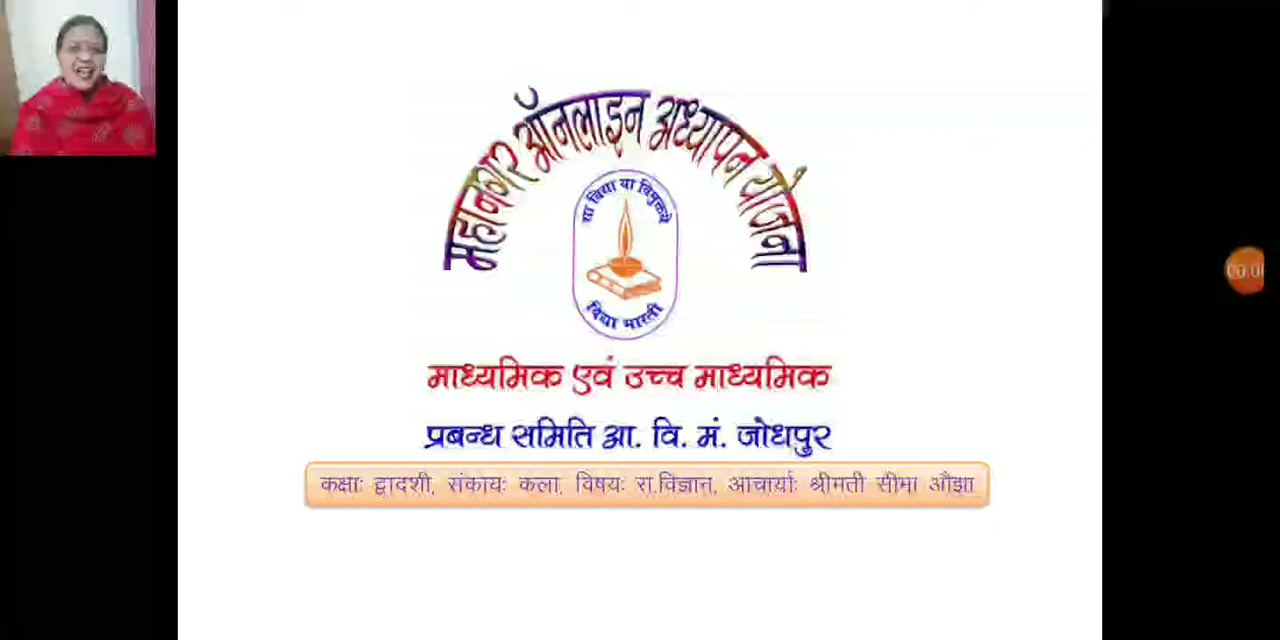 महानगर ऑनलाइन अध्यापन योजना
या विद्या या विमुक्तये
विद्या भारती
माध्यमिक एवं उच्च माध्यमिक
प्रबन्ध समिति आ. वि. मं. जोधपुर
कक्षाः द्वादशी, संकायः कला, विषयः रा.विज्ञान, आचार्याः श्रीमती सीमा औझा